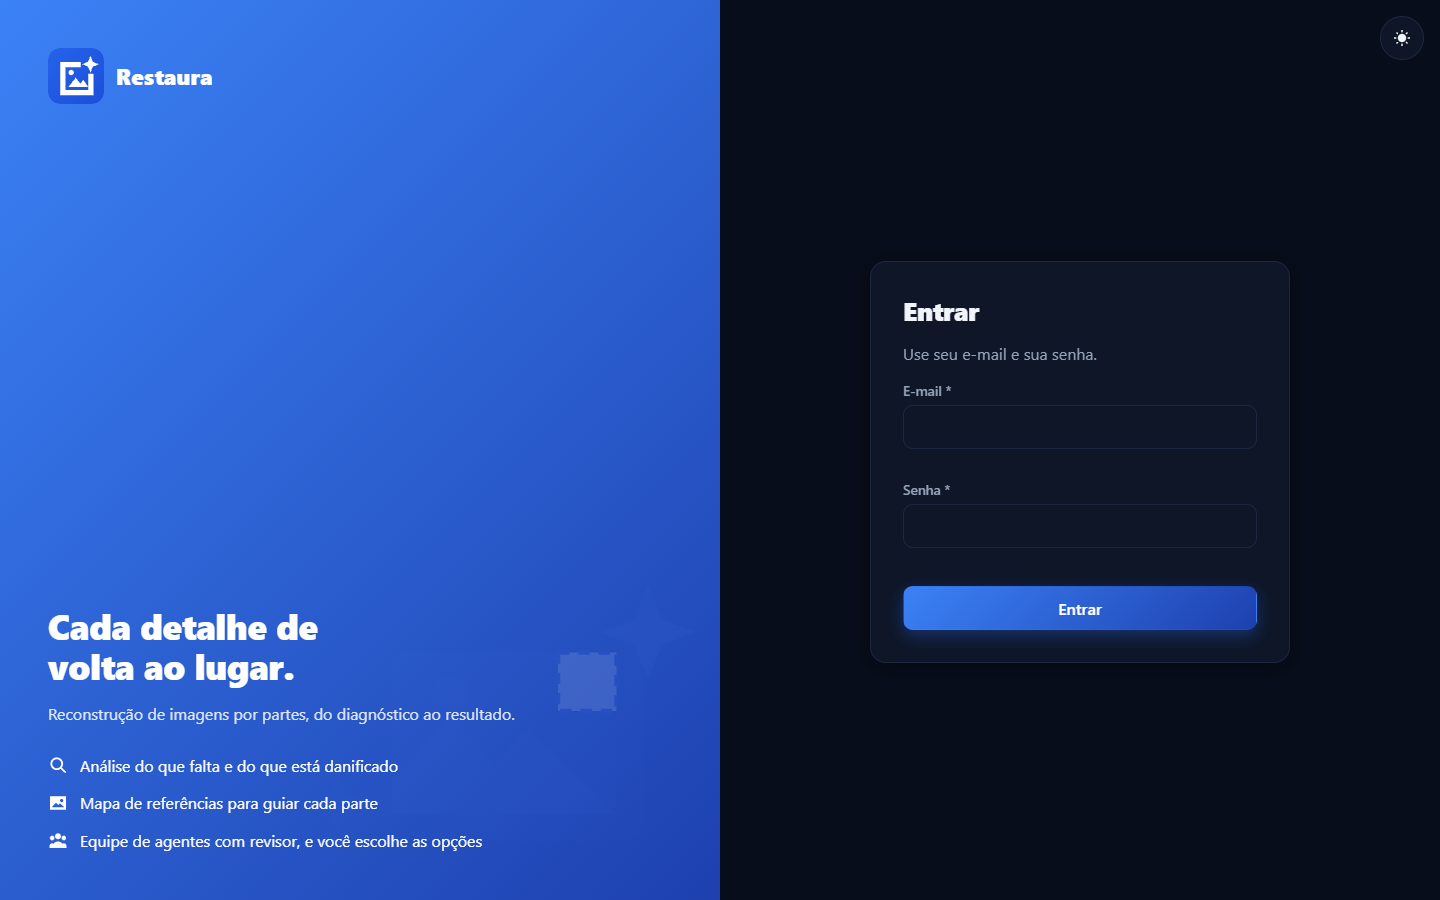 Restaura
Cada detalhe de
volta ao lugar.
Reconstrução de imagens por partes, do diagnóstico ao resultado.
Análise do que falta e do que está danificado
Mapa de referências para guiar cada parte
Equipe de agentes com revisor, e você escolhe as opções
Entrar
Use seu e-mail e sua senha.
E-mail *
Senha *
Entrar